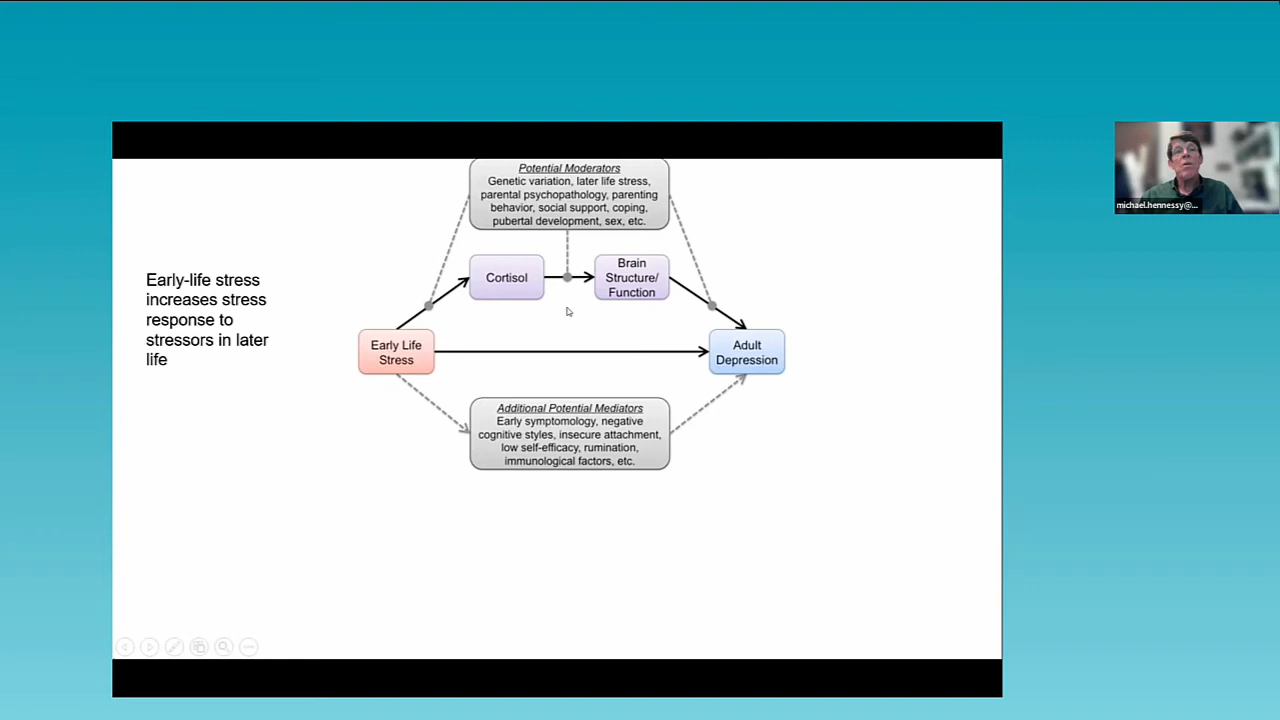 Potential Moderators
Genetic variation, later life stress,
parental psychopathology, parenting
behavior, social support, coping,
pubertal development, sex, etc.
Early-life stress
increases stress
response to
stressors in later
life
Cortisol
Brain
Structure/
Function
Early Life
Stress
Adult
Depression
Additional Potential Mediators
Early symptomology, negative
cognitive styles, insecure attachment,
low self-efficacy, rumination,
immunological factors, etc.
michael.hennessy@...